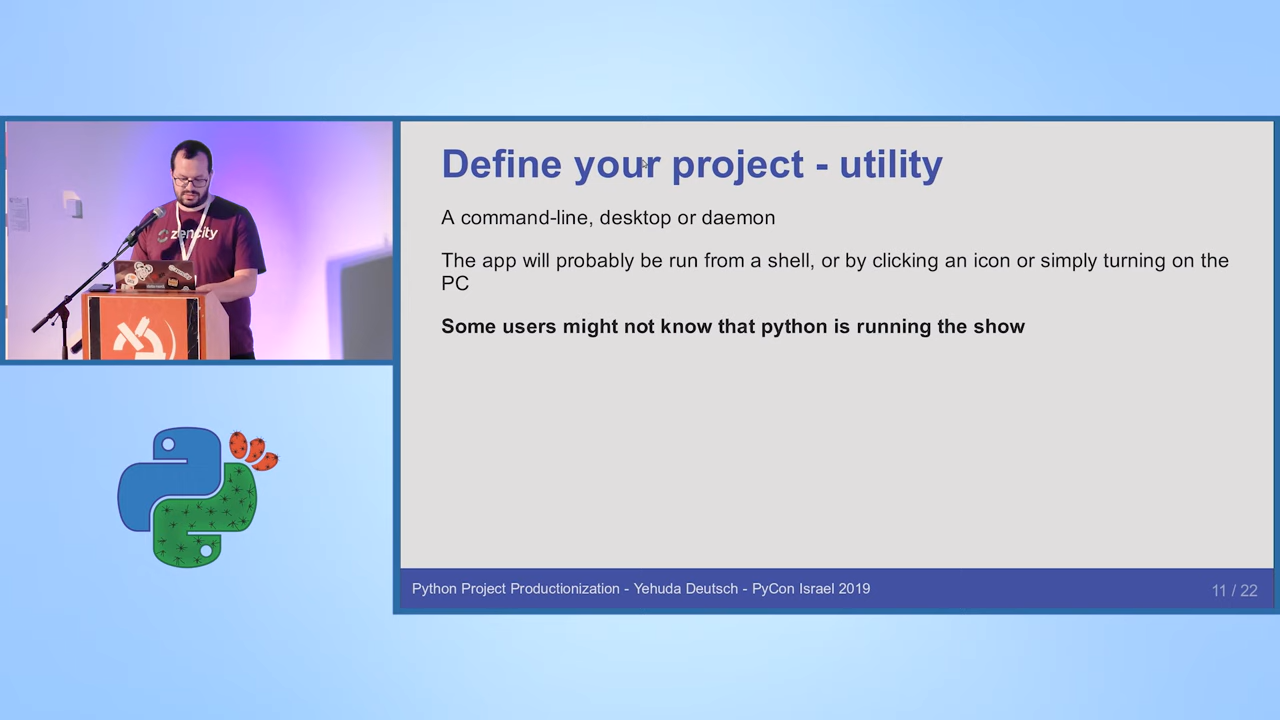 Define your project - utility
A command-line, desktop or daemon
The app will probably be run from a shell, or by clicking an icon or simply turning on the
PC
Some users might not know that python is running the show
zencity
Python Project Productionization - Yehuda Deutsch - PyCon Israel 2019
11 / 22